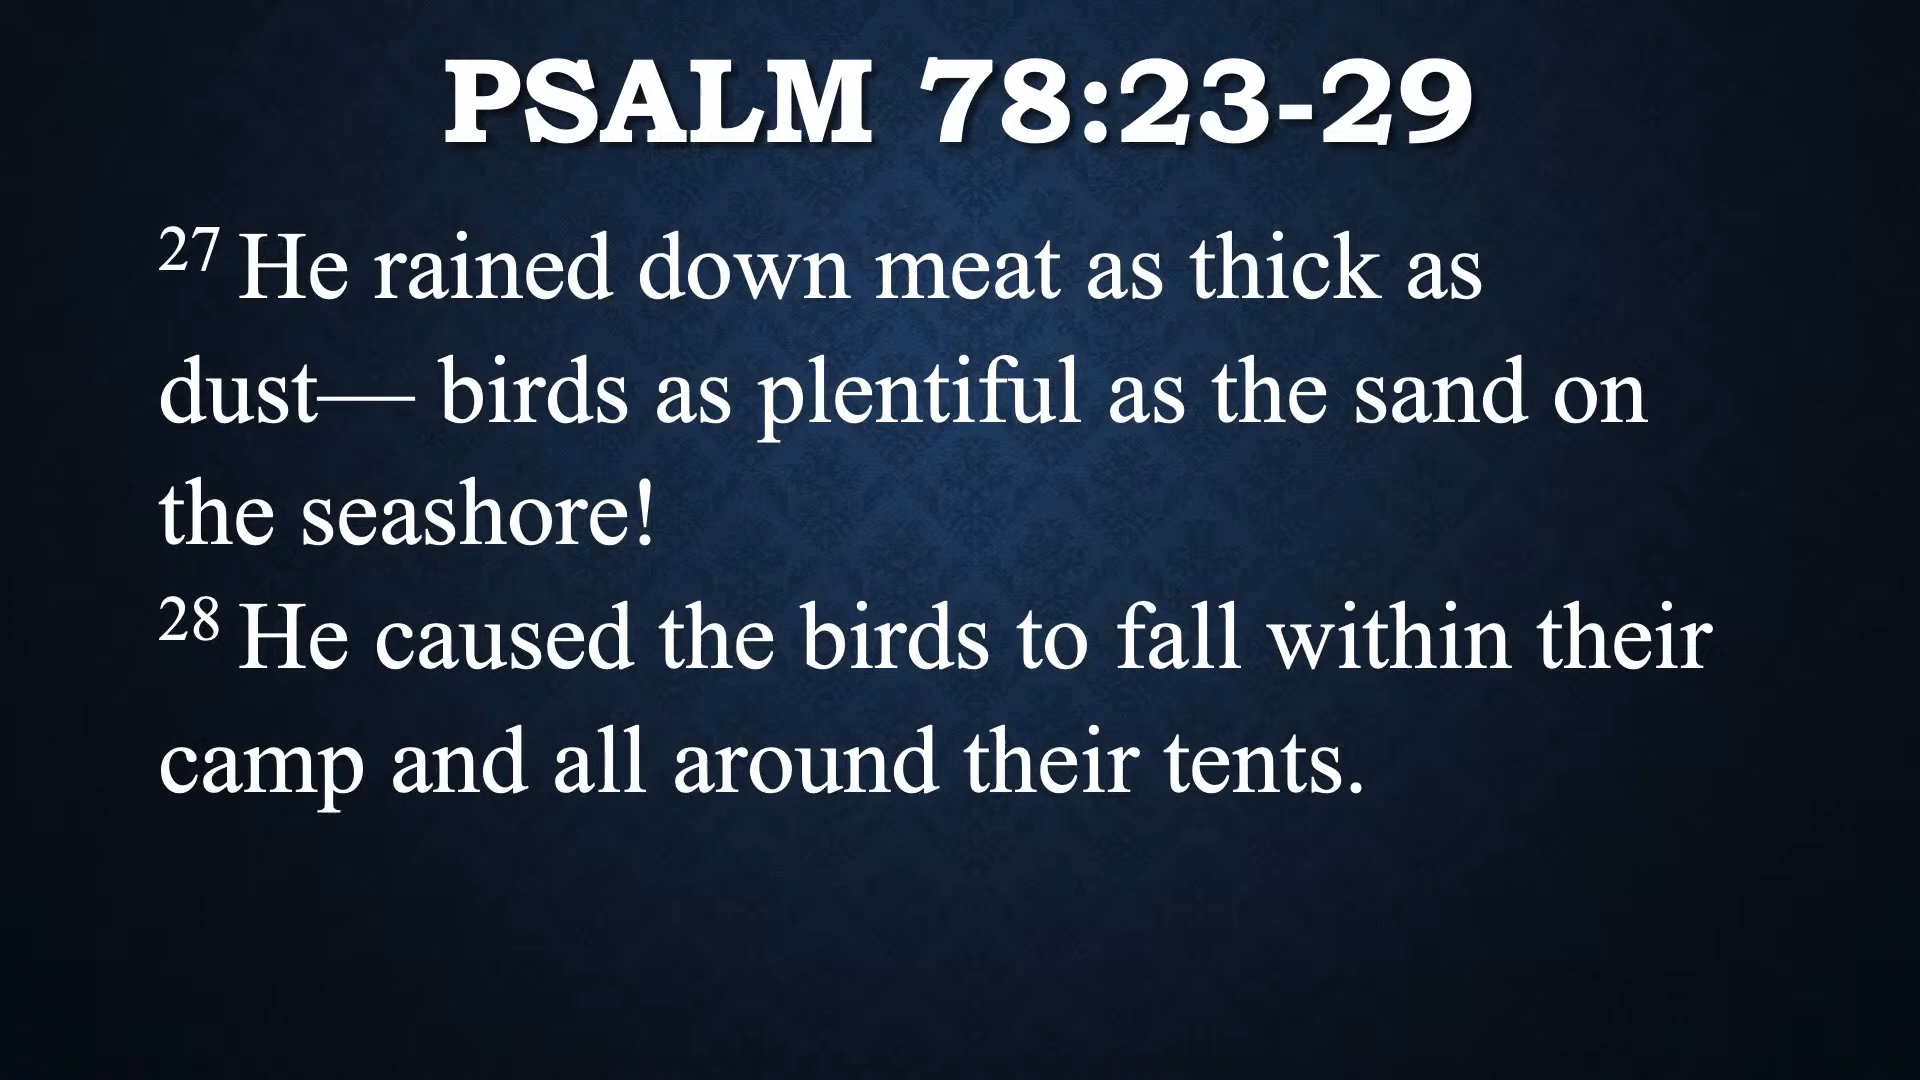 PSALM 78:23-29
27 He rained down meat as thick as
dust— birds as plentiful as the sand on
the seashore!
28 He caused the birds to fall within their
camp and all around their tents.